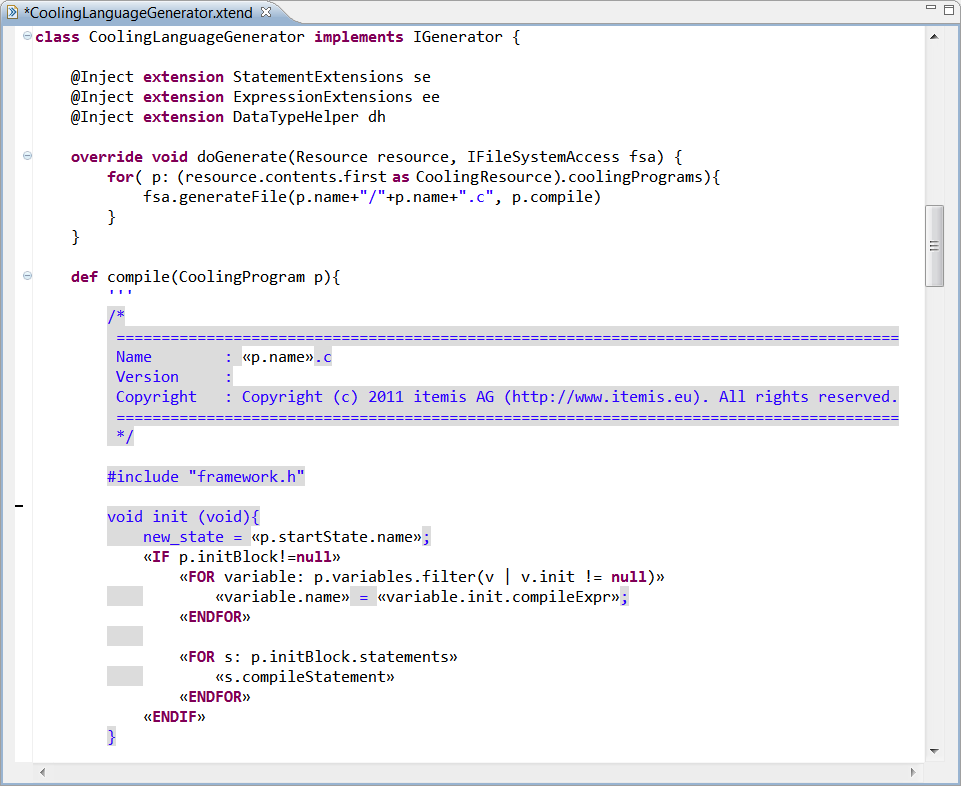 *CoolingLanguageGenerator.xtend
class CoolingLanguageGenerator implements IGenerator {
@Inject extension StatementExtensions se
@Inject extension ExpressionExtensions ee
@Inject extension DataTypeHelper dh
override void doGenerate(Resource resource, IFileSystemAccess fsa) {
for( p: (resource.contents.first as CoolingResource).coolingPrograms){
fsa.generateFile(p.name+"/"+p.name+".c", p.compile)
}
}
def compile(CoolingProgram p){
'''
/*
=======================================================================================
Name : «p.name».c
Version :
Copyright : Copyright (c) 2011 itemis AG (http://www.itemis.eu). All rights reserved.
=======================================================================================
*/
#include "framework.h"
void init (void){
new_state = «p.startState.name»;
«IF p.initBlock!=null»
«FOR variable: p.variables.filter(v | v.init != null)»
«variable.name» = «variable.init.compileExpr»;
«ENDFOR»
«FOR s: p.initBlock.statements»
«s.compileStatement»
«ENDFOR»
«ENDIF»
}